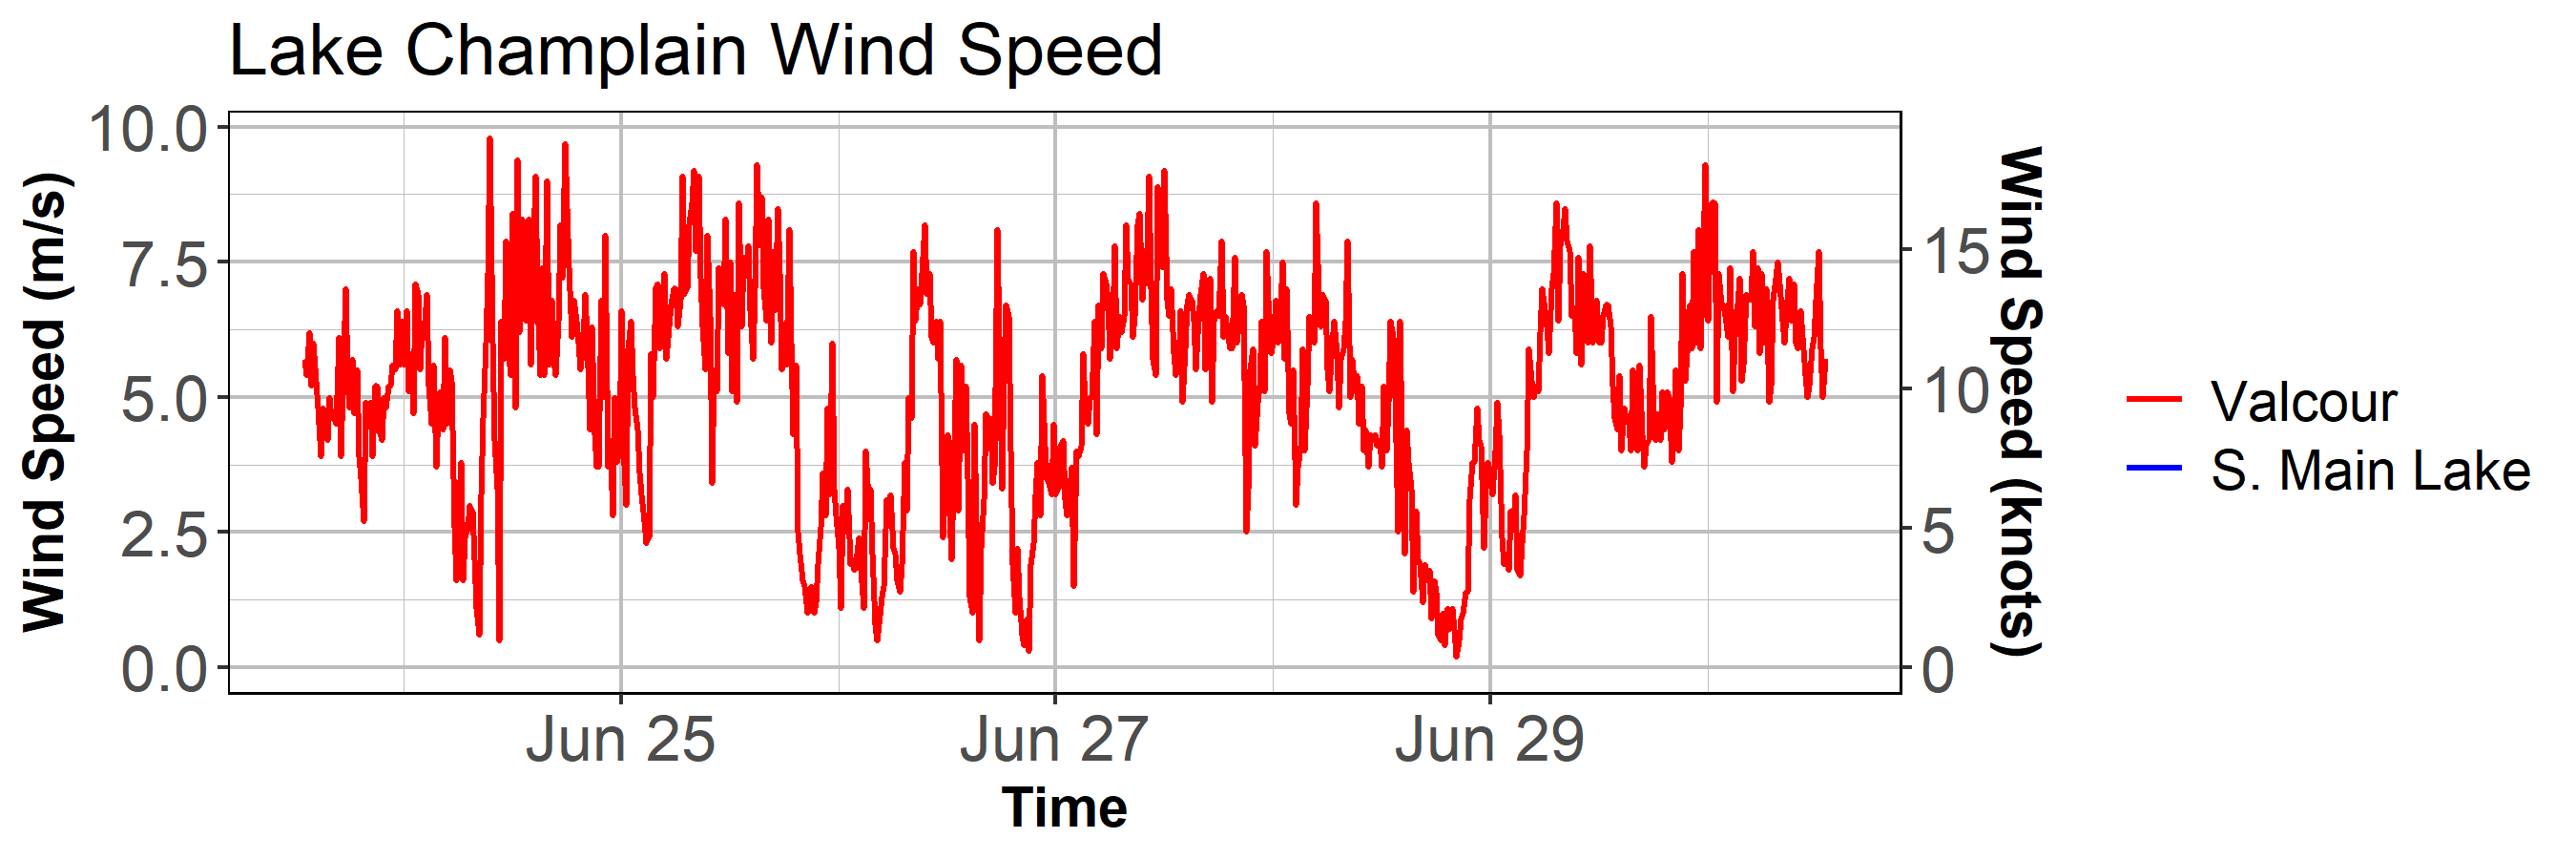 Lake Champlain Wind Speed
Wind Speed (m/s)
10.0
7.5
5.0
2.5
0.0
Jun 25
Jun 27
Jun 29
Time
15
10
5
0
Wind Speed (knots)
Valcour
S. Main Lake